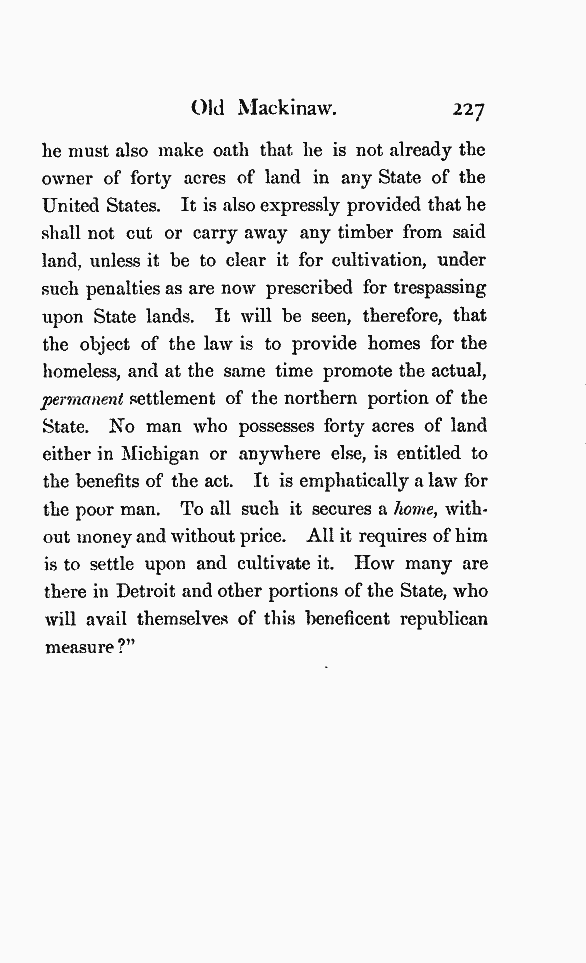 Old Mackinaw. 227
he must also make oath that he is not already the
owner of forty acres of land in any State of the
United States. It is also expressly provided that he
shall not cut or carry away any timber from said
land, unless it be to clear it for cultivation, under
such penalties as are now prescribed for trespassing
upon State lands. It will be seen, therefore, that
the object of the law is to provide homes for the
homeless, and at the same time promote the actual,
permanent settlement of the northern portion of the
State. No man who possesses forty acres of land
either in Michigan or anywhere else, is entitled to
the benefits of the act. It is emphatically a law for
the poor man. To all such it secures a home, with-
out money and without price. All it requires of him
is to settle upon and cultivate it. How many are
there in Detroit and other portions of the State, who
will avail themselves of this beneficent republican
measure?"